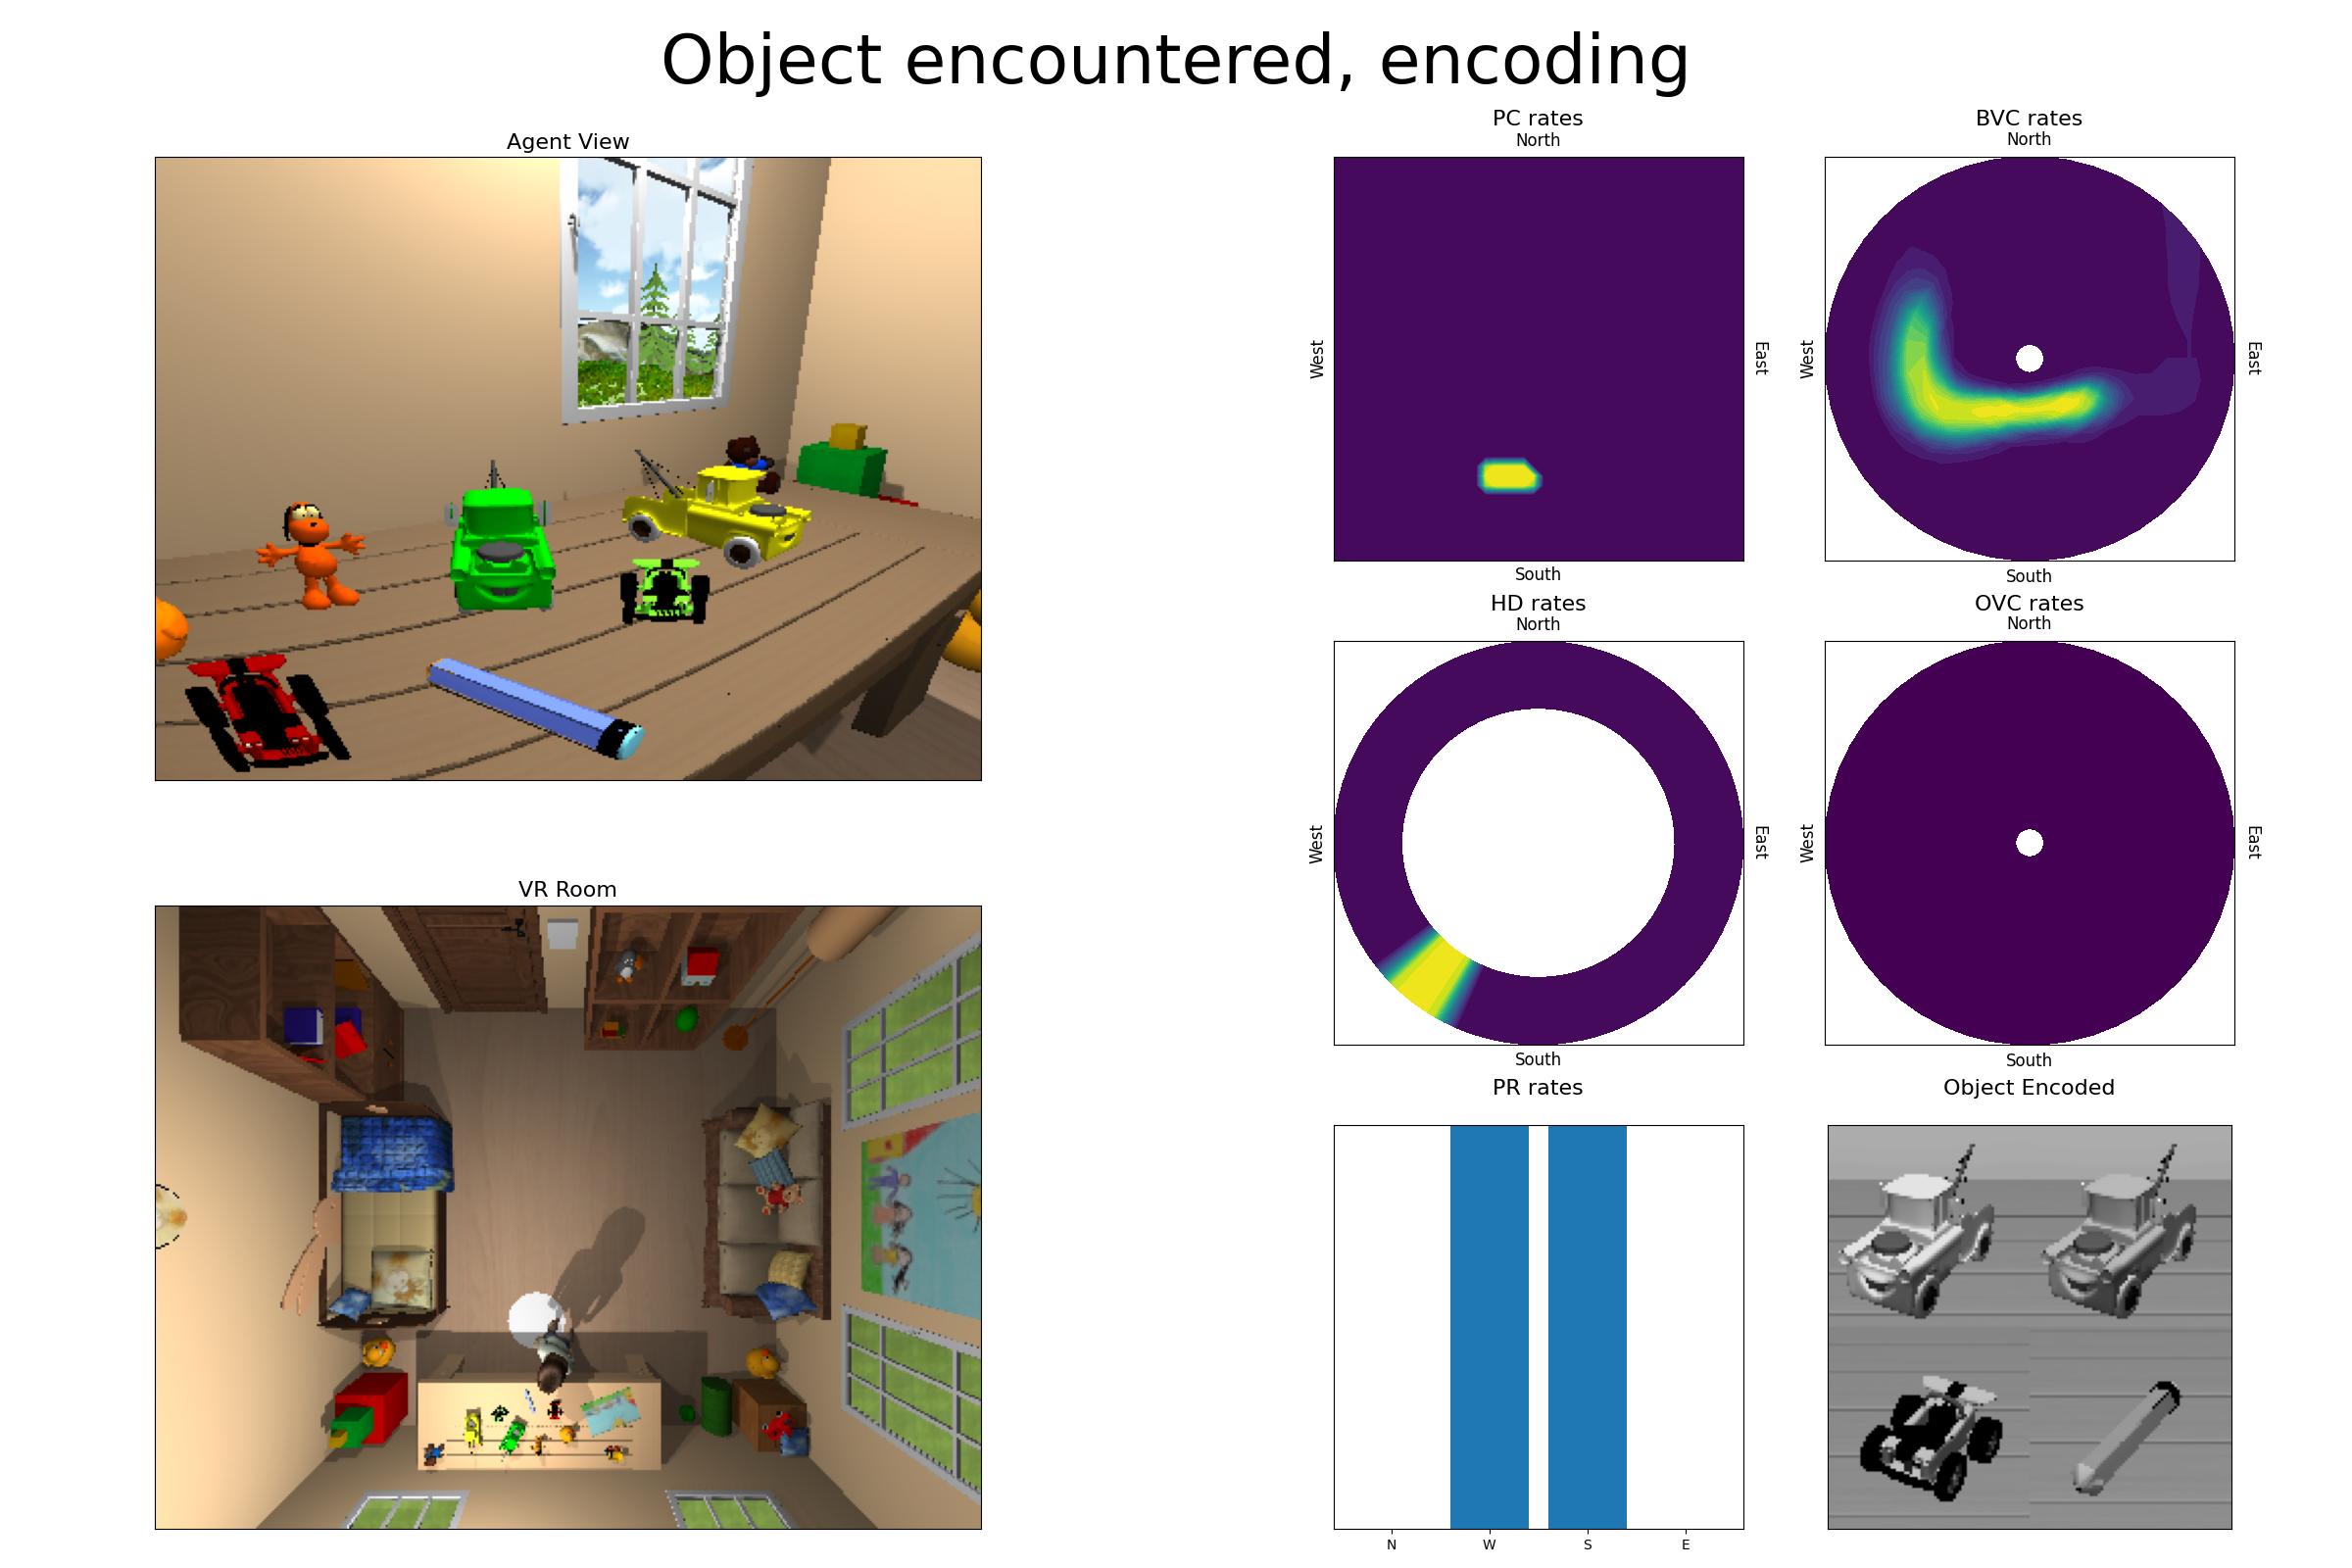 Object encountered, encoding
Agent View
VR Room
PC rates
North
West
East
South
BVC rates
North
West
East
South
HD rates
North
West
East
South
OVC rates
North
West
East
South
PR rates
N W S E
Object Encoded